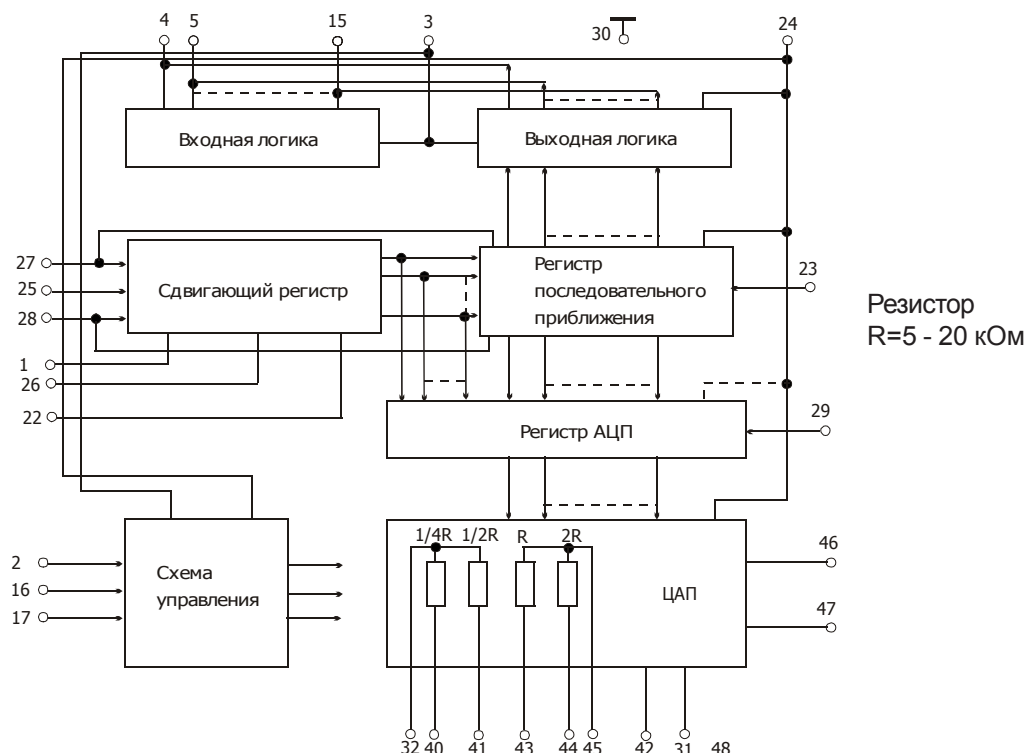 4 5 15 3 30 24
Входная логика
Выходная логика
27
25
28
1
26
22
Сдвигающий регистр
Регистр
последовательного
приближения
23
Резистор
R=5 - 20 кОм
Регистр АЦП
29
2
16
17
Схема
управления
1/4R 1/2R R 2R
ЦАП
46
47
32 40 41 43 44 45 42 31 48